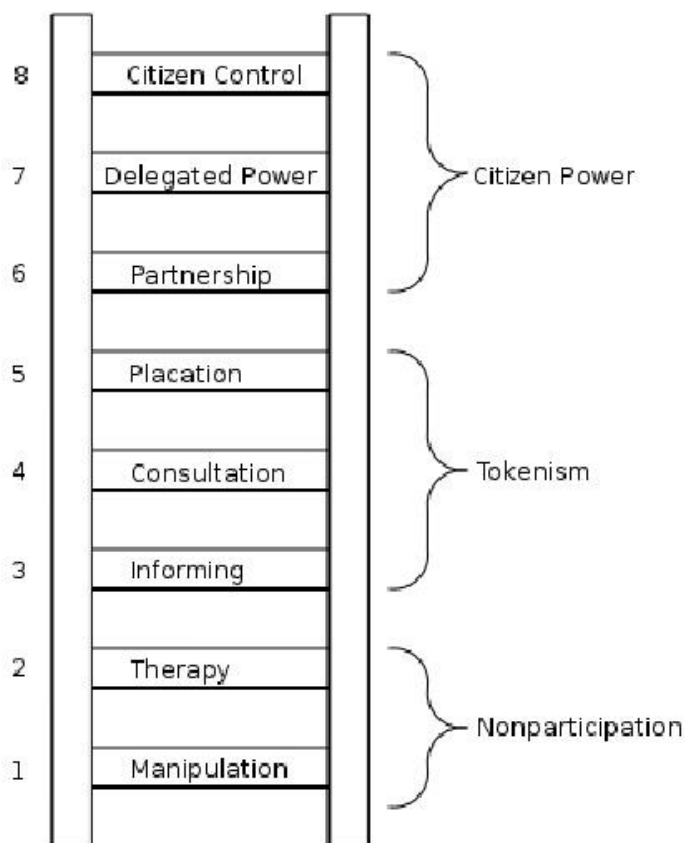 8 Citizen Control
7 Delegated Power
Citizen Power
6 Partnership
5 Placation
4 Consultation
Tokenism
3 Informing
2 Therapy
Nonparticipation
1 Manipulation